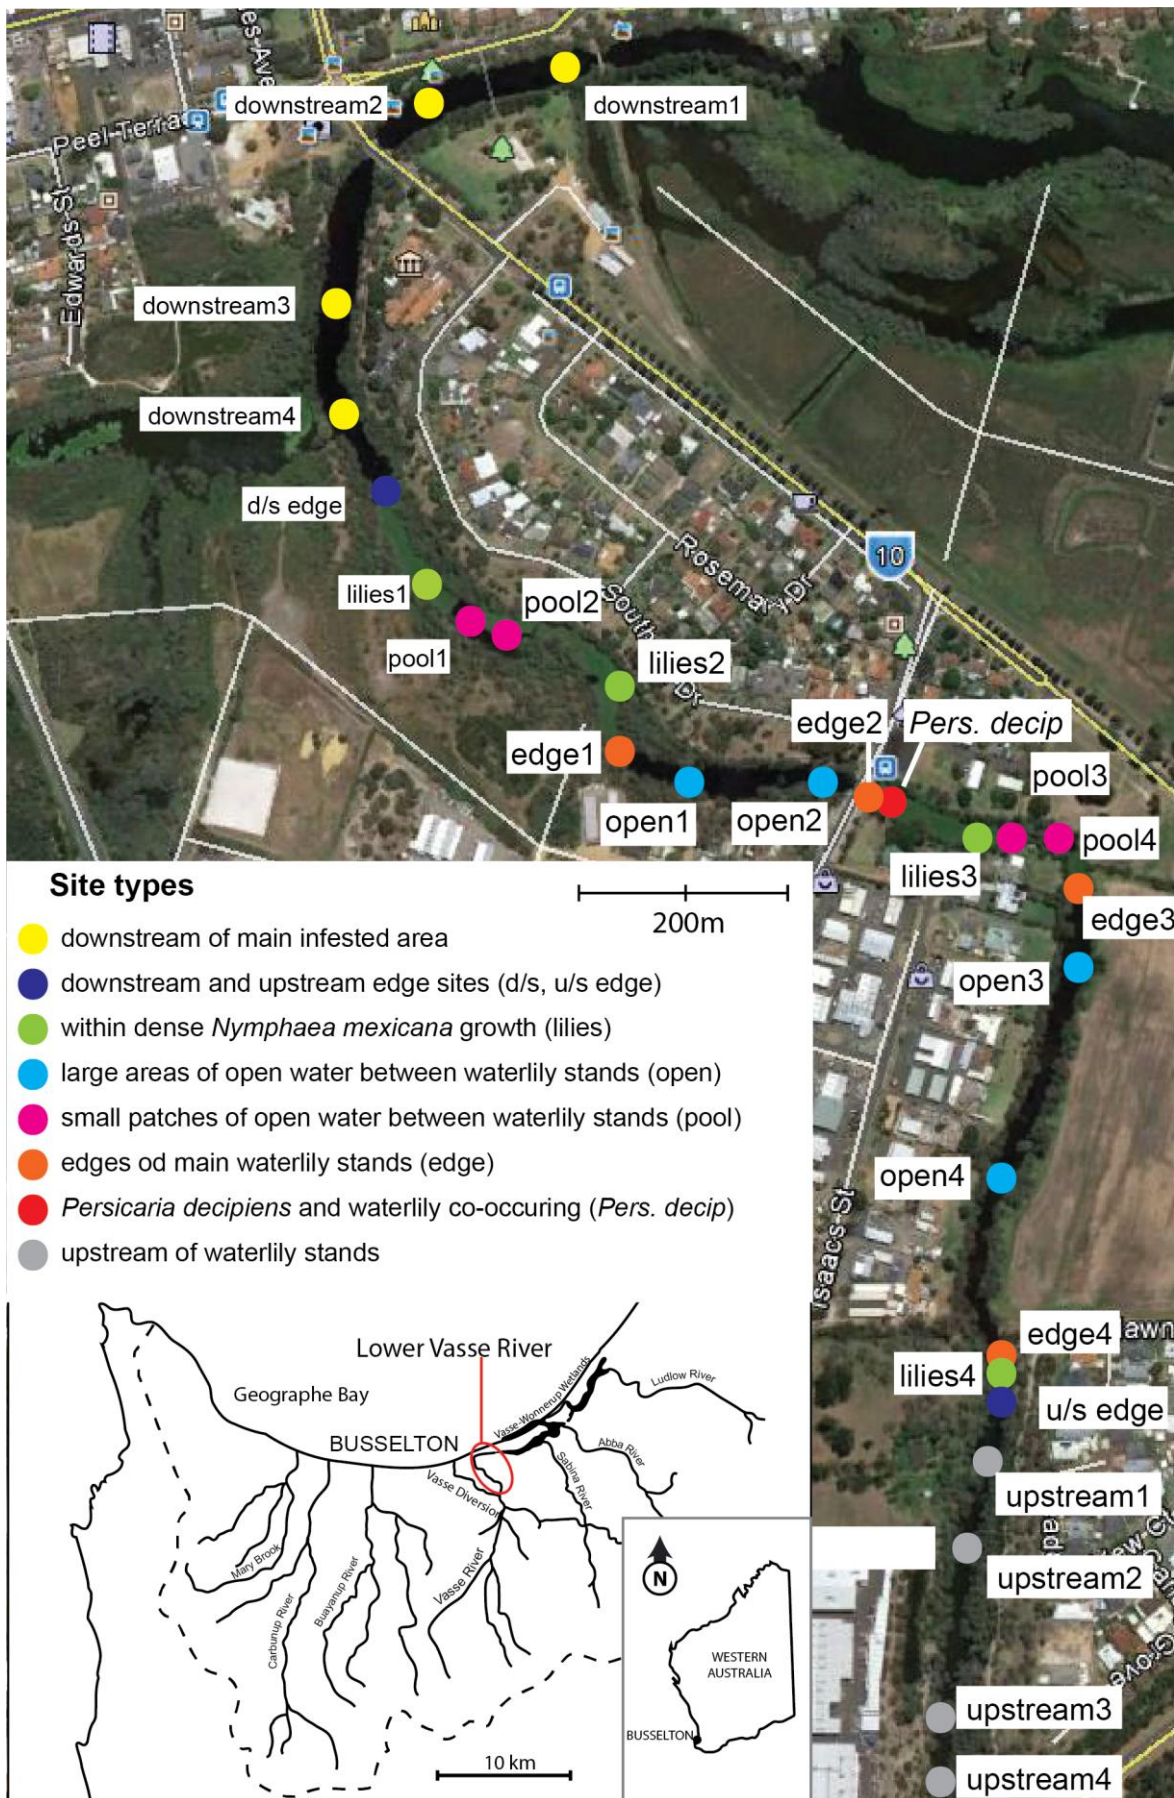 es Ave
downstream2
downstream1
Peel Terrac
Edwards St
downstream3
downstream4
d/s edge
10
Rosemary Dr
lilies1
pool2
South
pool1
lilies2
Dr
edge2
Pers. decip
edge1
pool3
open1
open2
pool4
lilies3
edge3
open3
200m
Site types
downstream of main infested area
downstream and upstream edge sites (d/s, u/s edge)
within dense Nymphaea mexicana growth (lilies)
large areas of open water between waterlily stands (open)
small patches of open water between waterlily stands (pool)
edges od main waterlily stands (edge)
Persicaria decipiens and waterlily co-occuring (Pers. decip)
upstream of waterlily stands
open4
Isaacs St
edge4
lawn
lilies4
u/s edge
upstream1
upstream2
Grove
upstream3
upstream4
Lower Vasse River
Geographe Bay
BUSSELTON
Vasse-Wonnerup Wetlands
Ludlow River
Abba River
Sabina River
Vasse Diversion
Vasse River
Mary Brook
Carbunup River
Buayanup River
10 km
N
WESTERN
AUSTRALIA
BUSSELTON